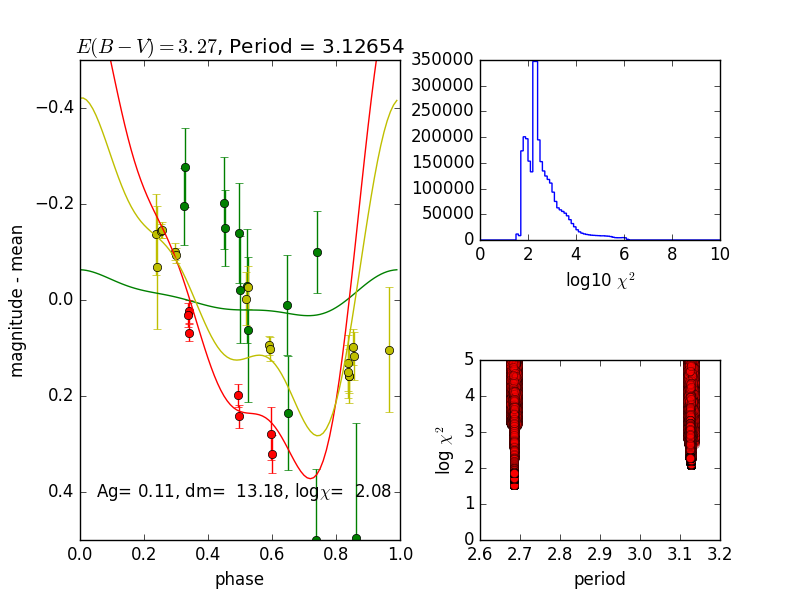 E(B − V) = 3.27, Period = 3.12654
−0.4
−0.2
0.0
0.2
0.4
magnitude - mean
Ag= 0.11, dm=  13.18, logχ=  2.08
0.0 0.2 0.4 0.6 0.8 1.0
phase
350000
300000
250000
200000
150000
100000
50000
0
0 2 4 6 8 10
log10 χ²
5
4
3
2
1
0
log χ²
2.6 2.7 2.8 2.9 3.0 3.1 3.2
period